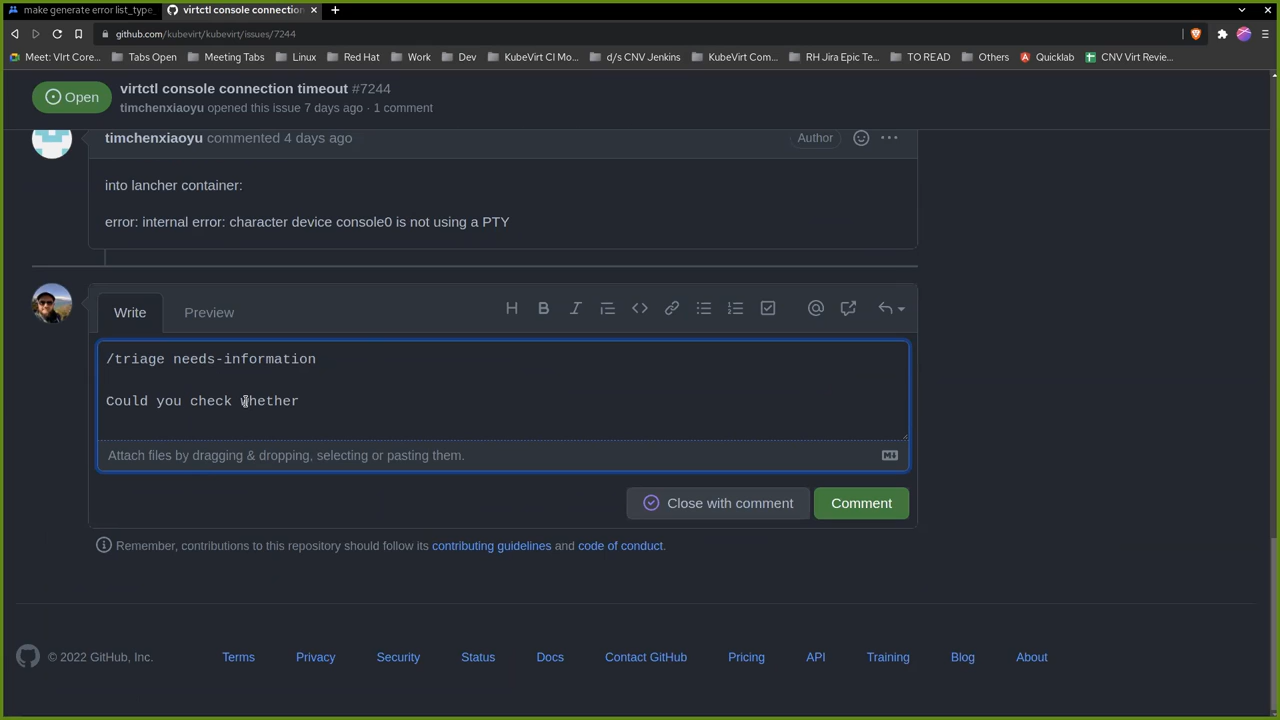 make generate error list_type_
virtctl console connection
github.com/kubevirt/kubevirt/issues/7244
Meet: VIrt Core... Tabs Open Meeting Tabs Linux Red Hat Work Dev KubeVirt CI Mo... d/s CNV Jenkins KubeVirt Com... RH Jira Epic Te... TO READ Others Quicklab CNV Virt Revie...
Open
virtctl console connection timeout #7244
timchenxiaoyu opened this issue 7 days ago · 1 comment
timchenxiaoyu commented 4 days ago
Author
into lancher container:
error: internal error: character device console0 is not using a PTY
Write
Preview
/triage needs-information
Could you check whether
Attach files by dragging & dropping, selecting or pasting them.
Close with comment
Comment
Remember, contributions to this repository should follow its contributing guidelines and code of conduct.
© 2022 GitHub, Inc.
Terms Privacy Security Status Docs Contact GitHub Pricing API Training Blog About